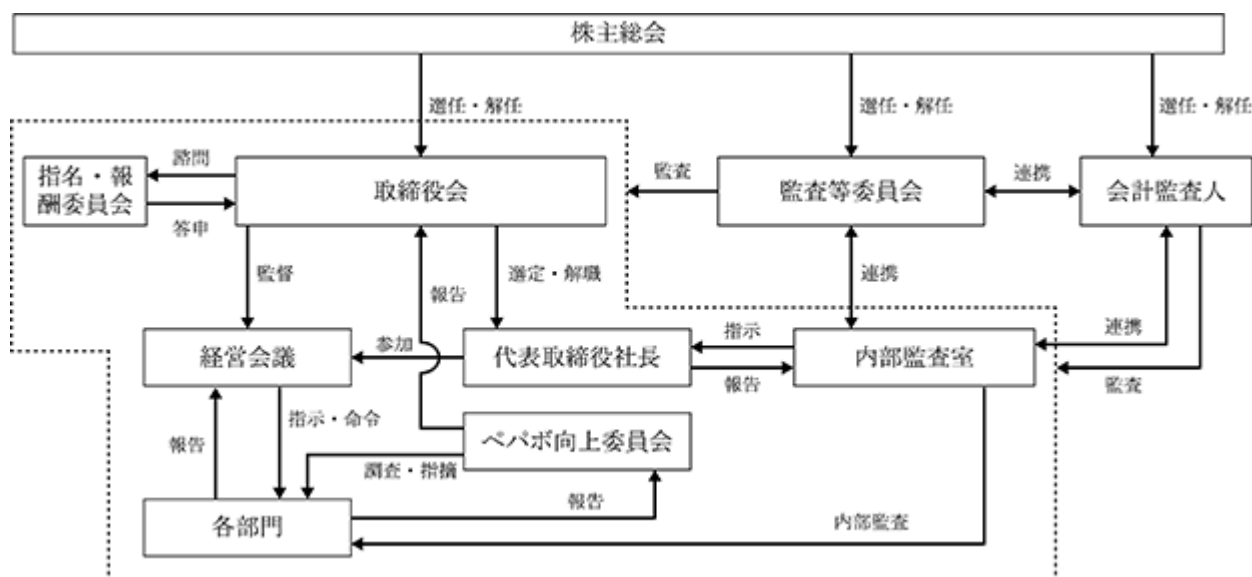 株主総会
選任・解任
選任・解任
選任・解任
指名・報
酬委員会
諮問
答申
取締役会
監査
監査等委員会
連携
会計監査人
監督
報告
選定・解職
連携
経営会議
参加
代表取締役社長
指示
報告
内部監査室
連携
監査
報告
指示・命令
ペパボ向上委員会
調査・指摘
報告
各部門
内部監査